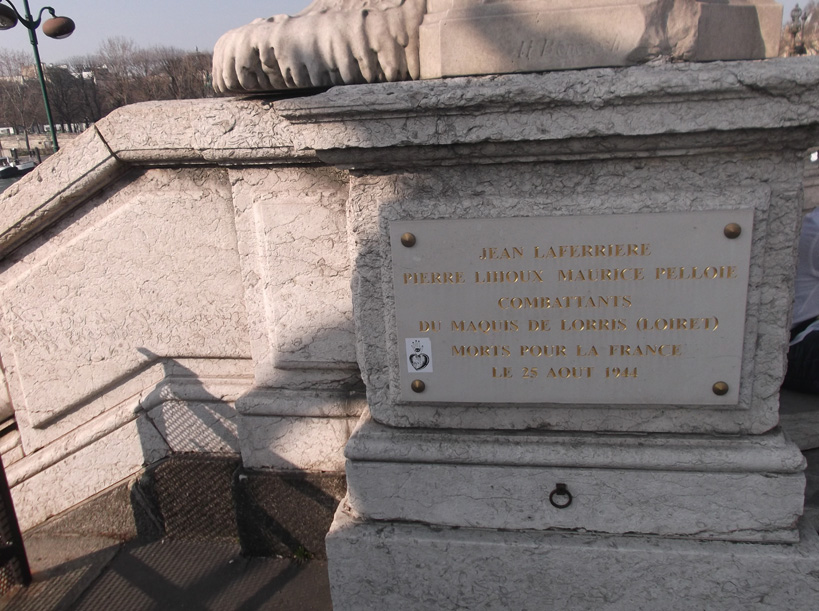 JEAN LAFERRIERE
PIERRE LIHOUX MAURICE PELLOIE
COMBATTANTS
DU MAQUIS DE LORRIS (LOIRET)
MORTS POUR LA FRANCE
LE 25 AOUT 1944